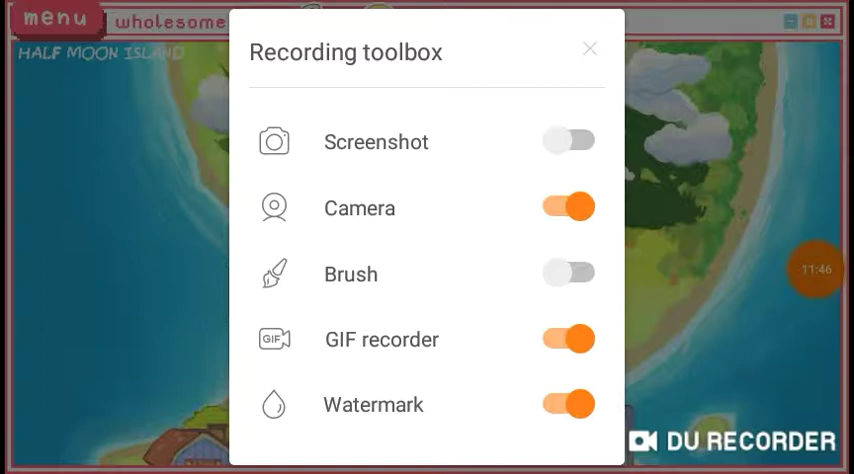 menu
wholesome
HALF MOON ISLAND
Recording toolbox
Screenshot
Camera
Brush
GIF
GIF recorder
Watermark
11:46
DU RECORDER